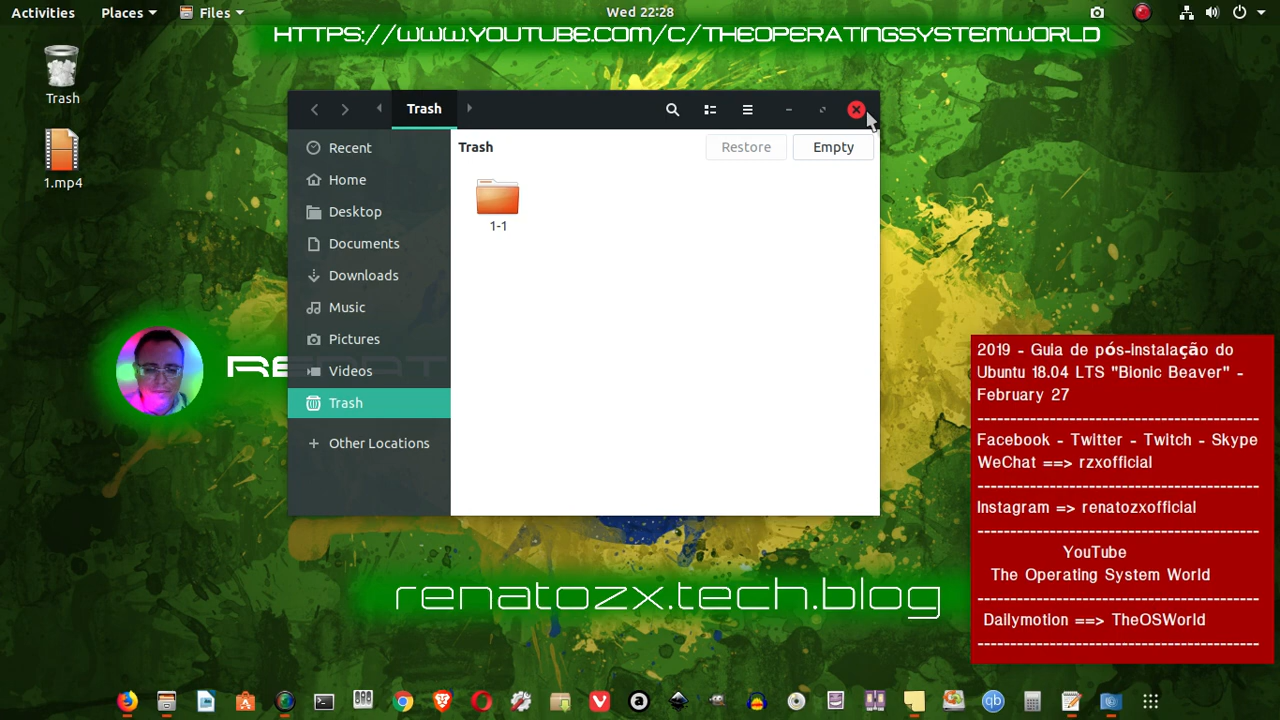 Activities Places Files Wed 22:28
HTTPS://WWW.YOUTUBE.COM/C/THEOPERATINGSYSTEMWORLD
Trash
1.mp4
Trash
Recent
Home
Desktop
Documents
Downloads
Music
Pictures
Videos
Trash
Other Locations
Trash Restore Empty
1-1
renatozx.tech.blog
2019 - Guia de pós-Instalação do
Ubuntu 18.04 LTS "Bionic Beaver" -
February 27
Facebook - Twitter - Twitch - Skype
WeChat ==> rzxofficial
Instagram => renatozxofficial
YouTube
The Operating System World
Dailymotion ==> TheOSWorld
qb